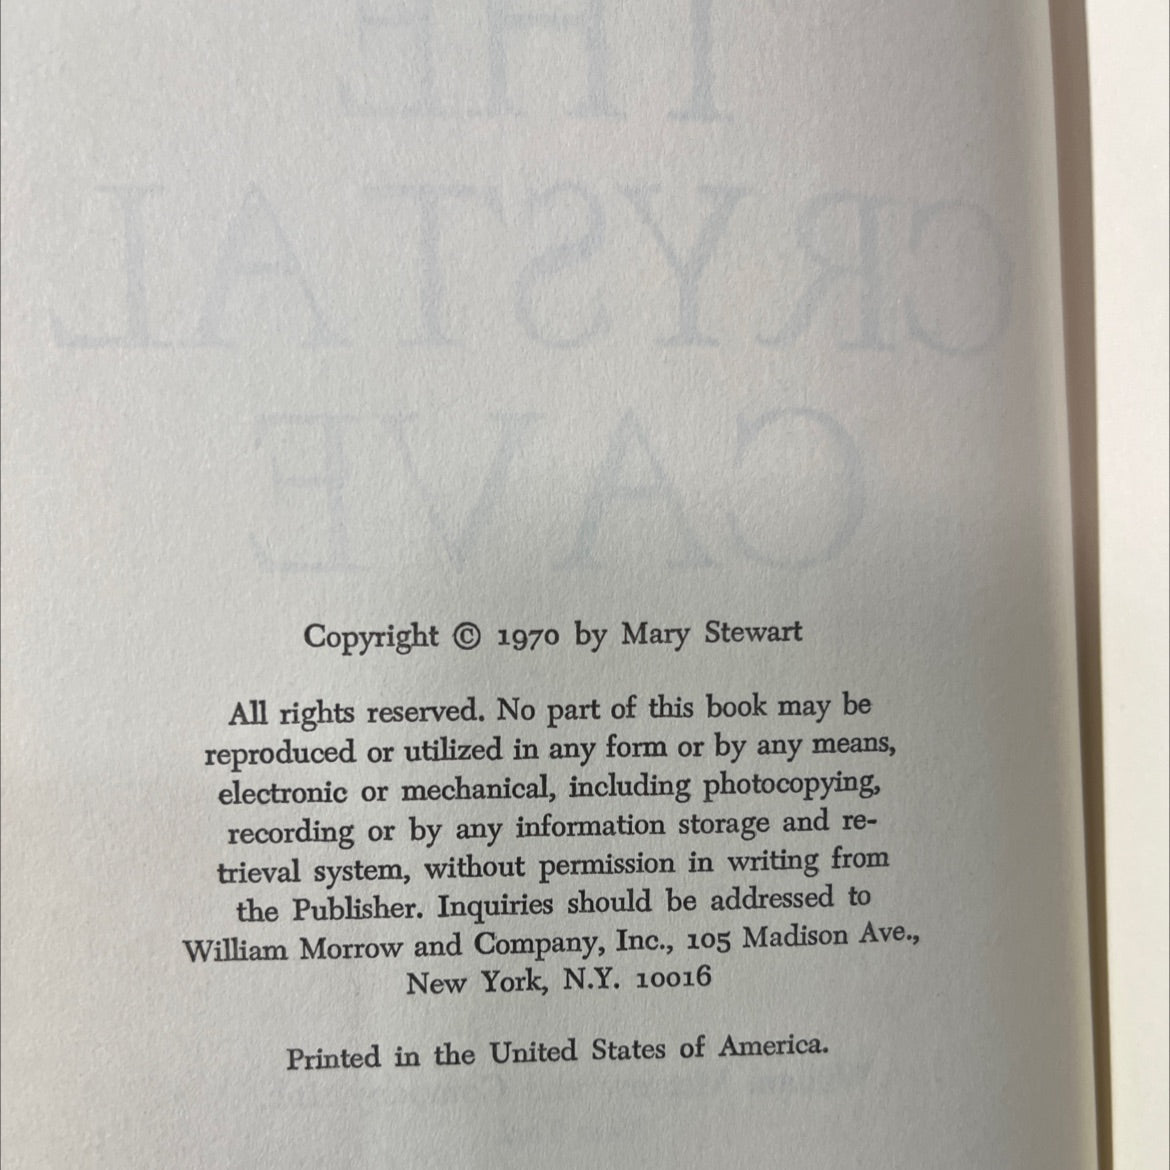 THE
CRYSTAL
CAVE
Copyright © 1970 by Mary Stewart
All rights reserved. No part of this book may be
reproduced or utilized in any form or by any means,
electronic or mechanical, including photocopying,
recording or by any information storage and re-
trieval system, without permission in writing from
the Publisher. Inquiries should be addressed to
William Morrow and Company, Inc., 105 Madison Ave.,
New York, N.Y. 10016
Printed in the United States of America.